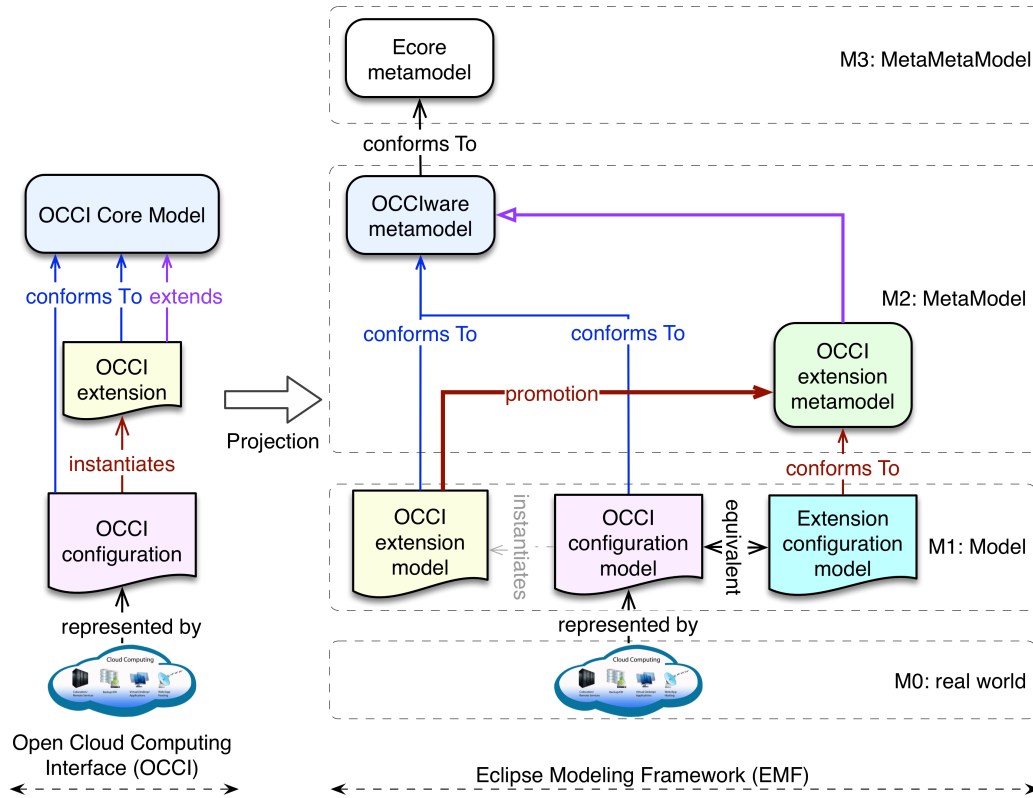 Ecore
metamodel
M3: MetaMetaModel
conforms To
OCCI Core Model
OCCIware
metamodel
conforms To
extends
M2: MetaModel
conforms To
conforms To
OCCI
extension
OCCI
extension
metamodel
promotion
Projection
instantiates
conforms To
OCCI
configuration
OCCI
extension
model
instantiates
OCCI
configuration
model
equivalent
Extension
configuration
model
M1: Model
represented by
represented by
Cloud Computing
Cloud Computing
M0: real world
Open Cloud Computing
Interface (OCCI)
Eclipse Modeling Framework (EMF)